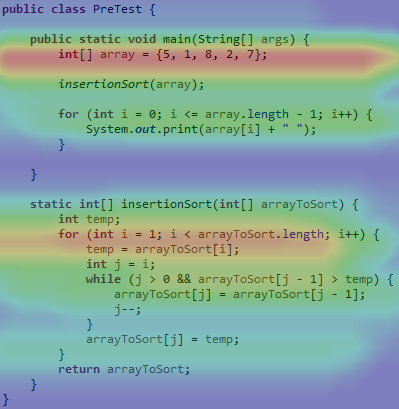 public class PreTest {
public static void main(String[] args) {
int[] array = {5, 1, 8, 2, 7};
insertionSort(array);
for (int i = 0; i <= array.length - 1; i++) {
System.out.print(array[i] + " ");
}
}
static int[] insertionSort(int[] arrayToSort) {
int temp;
for (int i = 1; i < arrayToSort.length; i++) {
temp = arrayToSort[i];
int j = i;
while (j > 0 && arrayToSort[j - 1] > temp) {
arrayToSort[j] = arrayToSort[j - 1];
j--;
}
arrayToSort[j] = temp;
}
return arrayToSort;
}
}